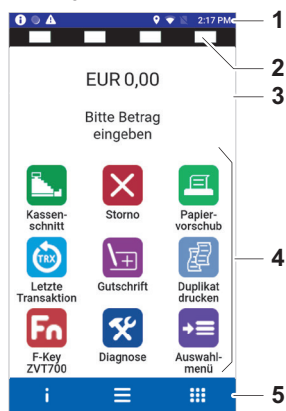 2:17 PM
1
2
EUR 0,00
3
Bitte Betrag
eingeben
Kassen-
schnitt
Storno
Papier-
vorschub
TRX
Letzte
Transaktion
Gutschrift
Duplikat
drucken
4
Fn
F-Key
ZVT700
Diagnose
Auswahl-
menü
i
5